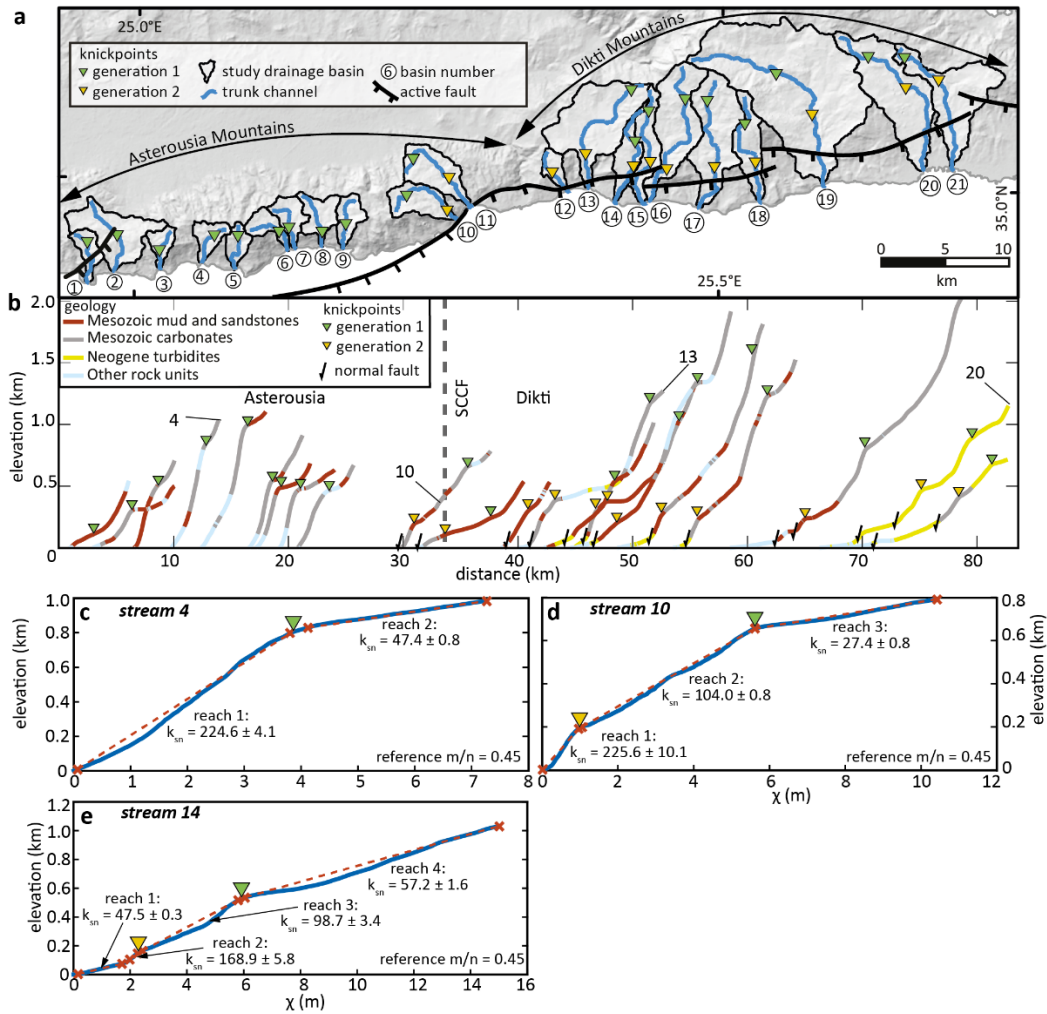 a
knickpoints
generation 1
generation 2
study drainage basin
trunk channel
6 basin number
active fault
Asterousia Mountains
Dikti Mountains
1
2
3
4
5
6
7
8
9
10
11
12
13
14
15
16
17
18
19
20
21
35.0°N
25.0°E
25.5°E
0 5 10
km
b
geology
Mesozoic mud and sandstones
Mesozoic carbonates
Neogene turbidites
Other rock units
knickpoints
generation 1
generation 2
normal fault
Asterousia
SCCF
Dikti
4
10
13
20
elevation (km)
2.0
1.5
1.0
0.5
0
0
10
20
30
40
50
60
70
80
distance (km)
c
stream 4
reach 2:
ksn = 47.4 ± 0.8
reach 1:
ksn = 224.6 ± 4.1
reference m/n = 0.45
elevation (km)
1.0
0.8
0.6
0.4
0.2
0
0 1 2 3 4 5 6 7 8
d
stream 10
reach 3:
ksn = 27.4 ± 0.8
reach 2:
ksn = 104.0 ± 0.8
reach 1:
ksn = 225.6 ± 10.1
reference m/n = 0.45
0.8
0.6
0.4
0.2
0
elevation (km)
0 2 4 6 8 10 12
χ (m)
e
stream 14
reach 1:
ksn = 47.5 ± 0.3
reach 4:
ksn = 57.2 ± 1.6
reach 3:
ksn = 98.7 ± 3.4
reach 2:
ksn = 168.9 ± 5.8
reference m/n = 0.45
elevation (km)
1.2
1.0
0.8
0.6
0.4
0.2
0
0 2 4 6 8 10 12 14 16
χ (m)